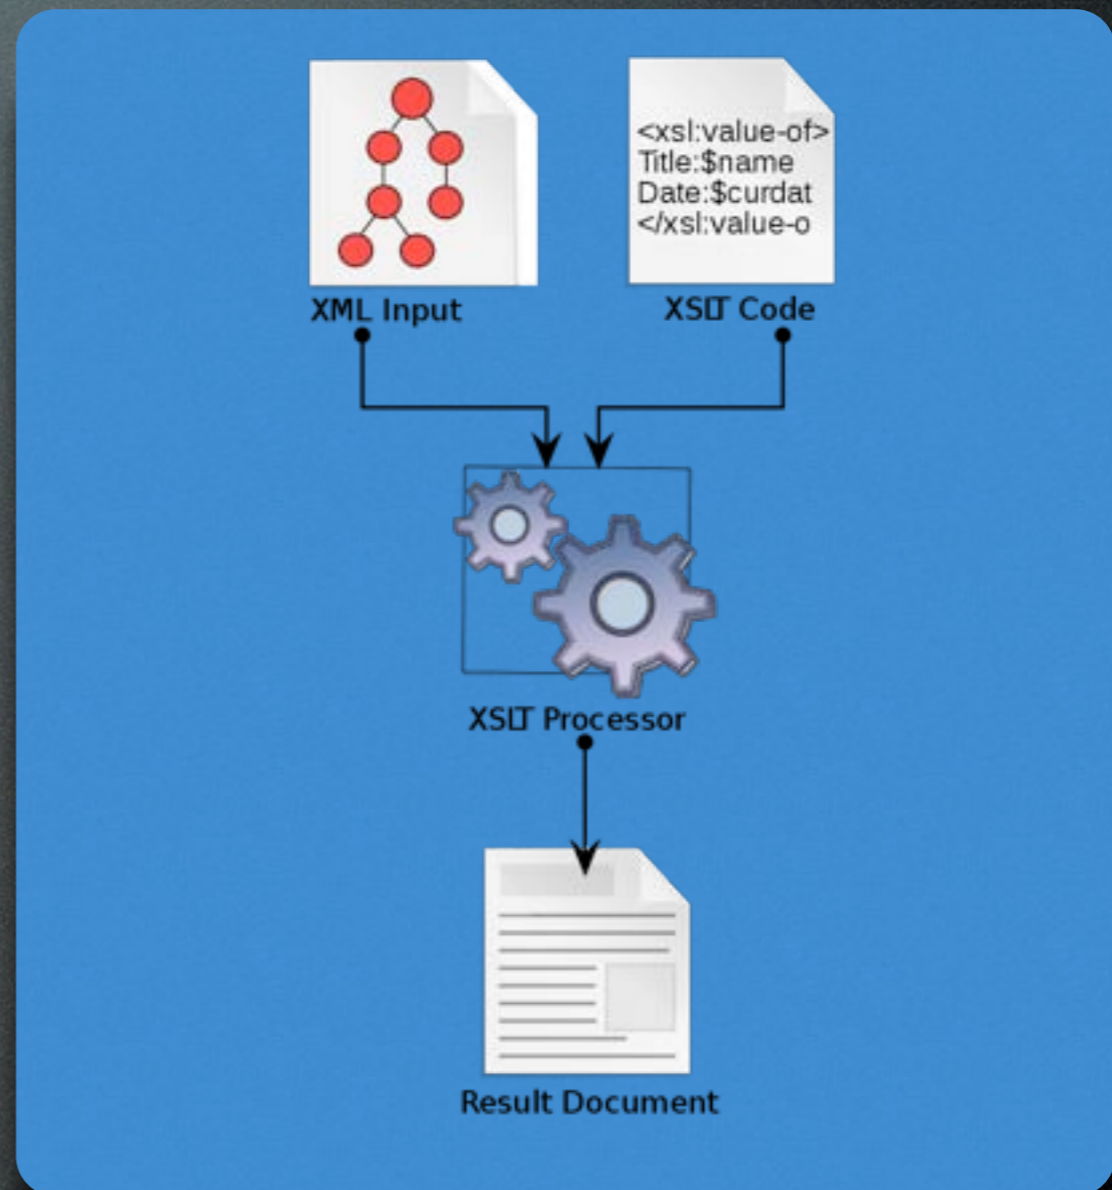 <xsl:value-of>
Title:$name
Date:$curdat
</xsl:value-o
XML Input
XSLT Code
XSLT Processor
Result Document